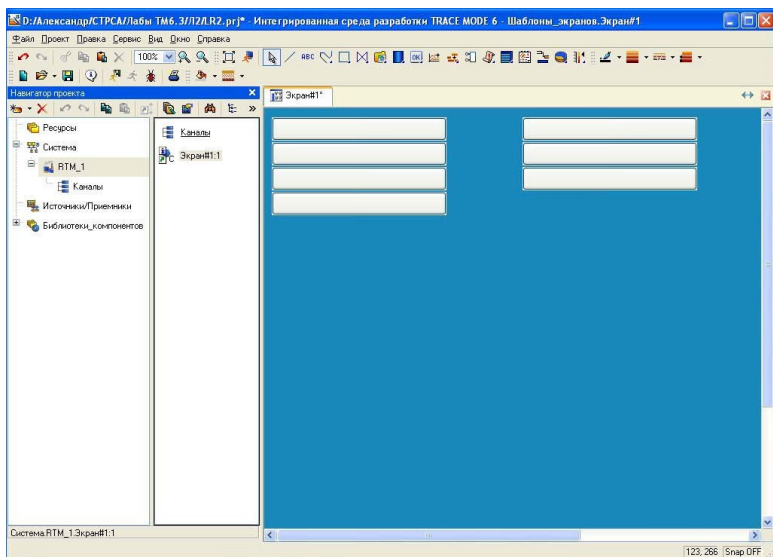 D:/Александр/СТРСА/Лабы ТМ6.3/Л2/LR2.prj* - Интегрированная среда разработки TRACE MODE 6 - Шаблоны_экранов.Экран#1
Файл Проект Правка Сервис Вид Окно Справка
100%
ABC
OK
Навигатор проекта
Экран#1*
Ресурсы
Система
RTM_1
Каналы
Источники/Приемники
Библиотеки_компонентов
Каналы
Экран#1:1
Система.RTM_1.Экран#1:1
123, 266 Snap OFF